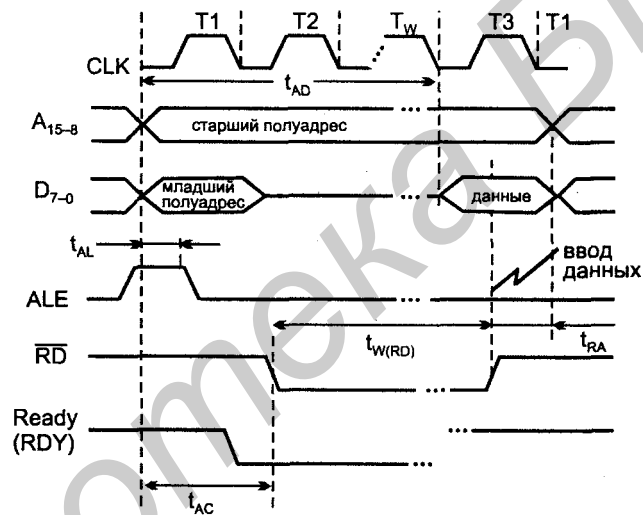 T1 T2 Tw T3 T1
CLK
tAD
A15–8
старший полуадрес
D7–0
младший полуадрес
данные
tAL
ввод данных
ALE
tW(RD)
tRA
RD
Ready (RDY)
tAC